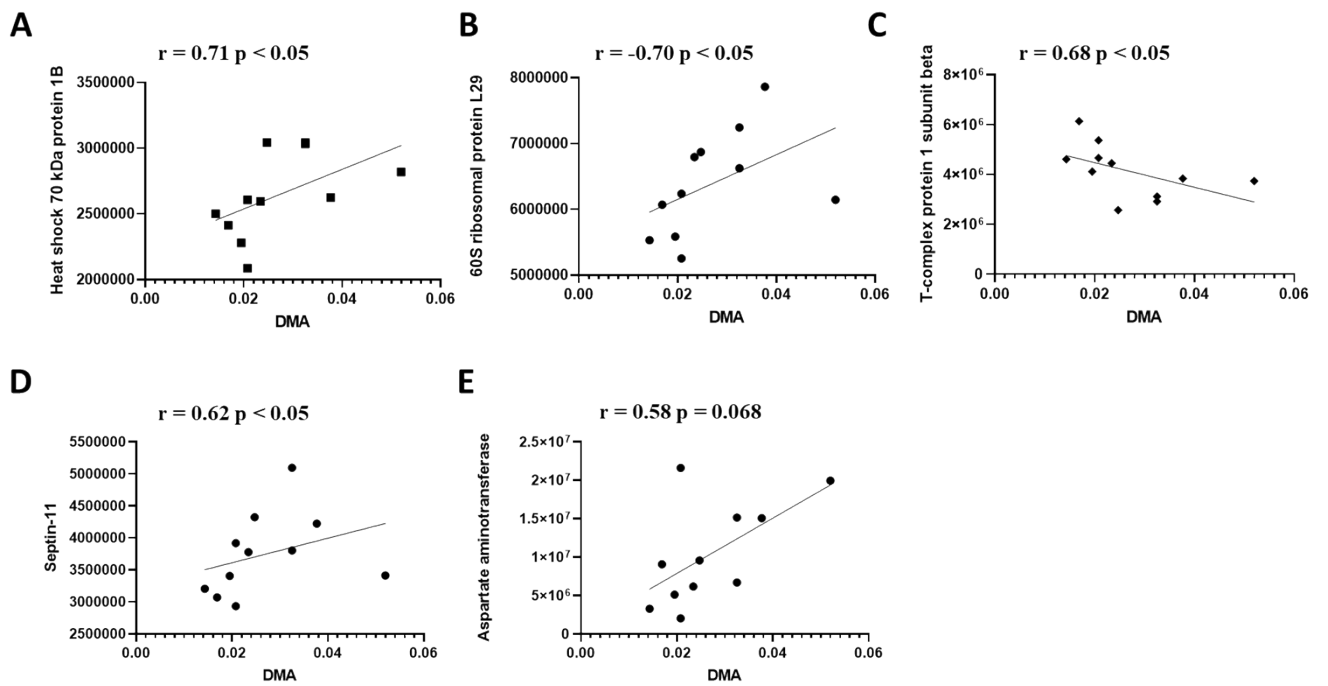 A
r = 0.71 p < 0.05
Heat shock 70 kDa protein 1B
3500000
3000000
2500000
2000000
0.00
0.02
0.04
0.06
DMA
B
r = -0.70 p < 0.05
60S ribosomal protein L29
8000000
7000000
6000000
5000000
0.00
0.02
0.04
0.06
DMA
C
r = 0.68 p < 0.05
T-complex protein 1 subunit beta
8×10⁶
6×10⁶
4×10⁶
2×10⁶
0
0.00
0.02
0.04
0.06
DMA
D
r = 0.62 p < 0.05
Septin-11
5500000
5000000
4500000
4000000
3500000
3000000
2500000
0.00
0.02
0.04
0.06
DMA
E
r = 0.58 p = 0.068
Aspartate aminotransferase
2.5×10⁷
2×10⁷
1.5×10⁷
1×10⁷
5×10⁶
0
0.00
0.02
0.04
0.06
DMA